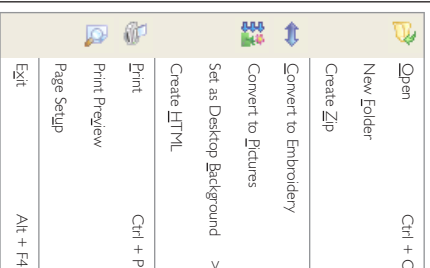 Open Ctrl + O
New Folder
Create Zip
Convert to Embroidery
Convert to Pictures
Set as Desktop Background >
Create HTML
Print Ctrl + P
Print Preview
Page Setup
Exit Alt + F4